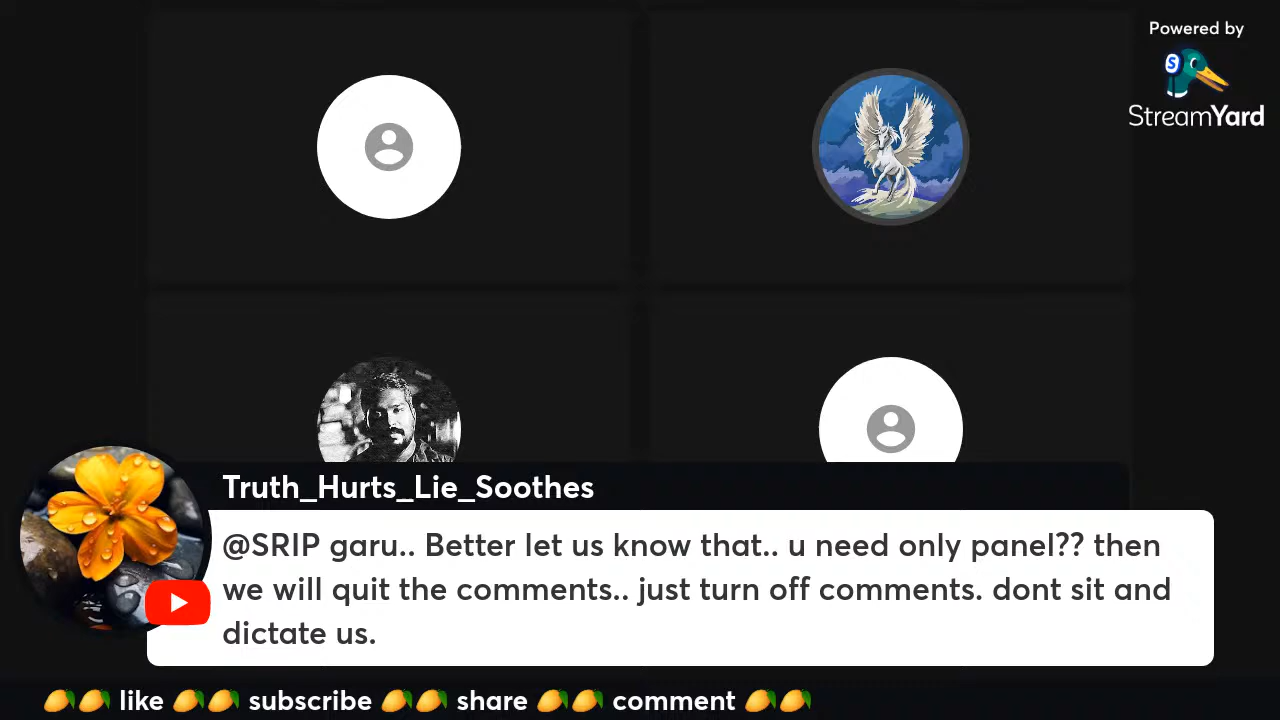 Powered by
StreamYard
Truth_Hurts_Lie_Soothes
@SRIP garu.. Better let us know that.. u need only panel?? then
we will quit the comments.. just turn off comments. dont sit and
dictate us.
🥭🥭 like 🥭🥭 subscribe 🥭🥭 share 🥭🥭 comment 🥭🥭